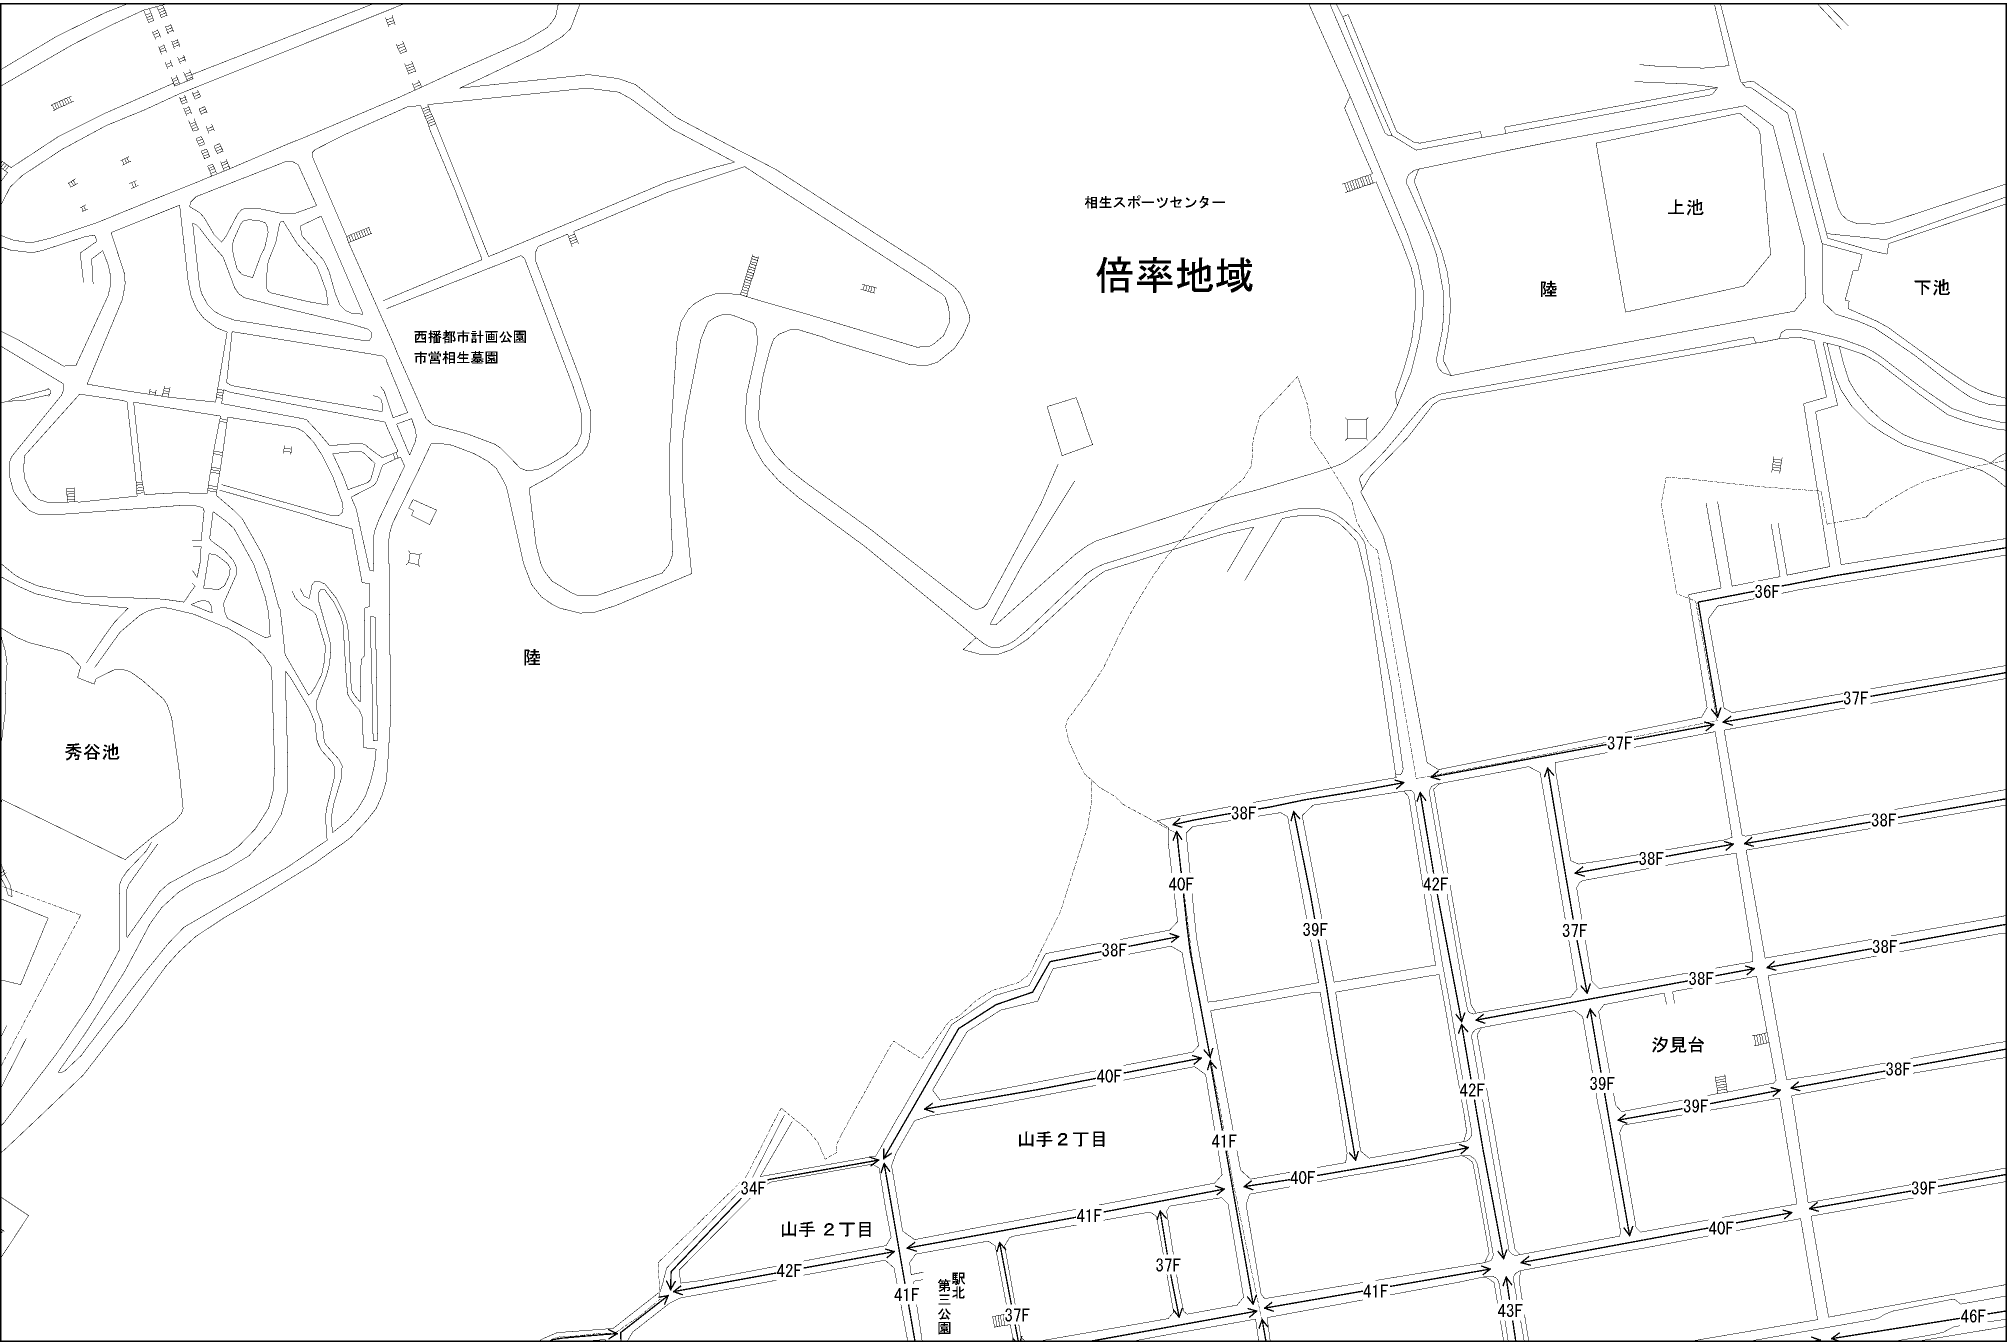 相生スポーツセンター
上池
倍率地域
陸
下池
西播都市計画公園
市営相生墓園
36F
陸
37F
37F
秀谷池
38F
38F
38F
40F
42F
39F
37F
38F
38F
38F
汐見台
38F
40F
42F
39F
39F
山手２丁目
41F
40F
34F
39F
41F
山手 ２丁目
40F
42F
37F
駅北
第三公園
41F
41F
43F
37F
46F